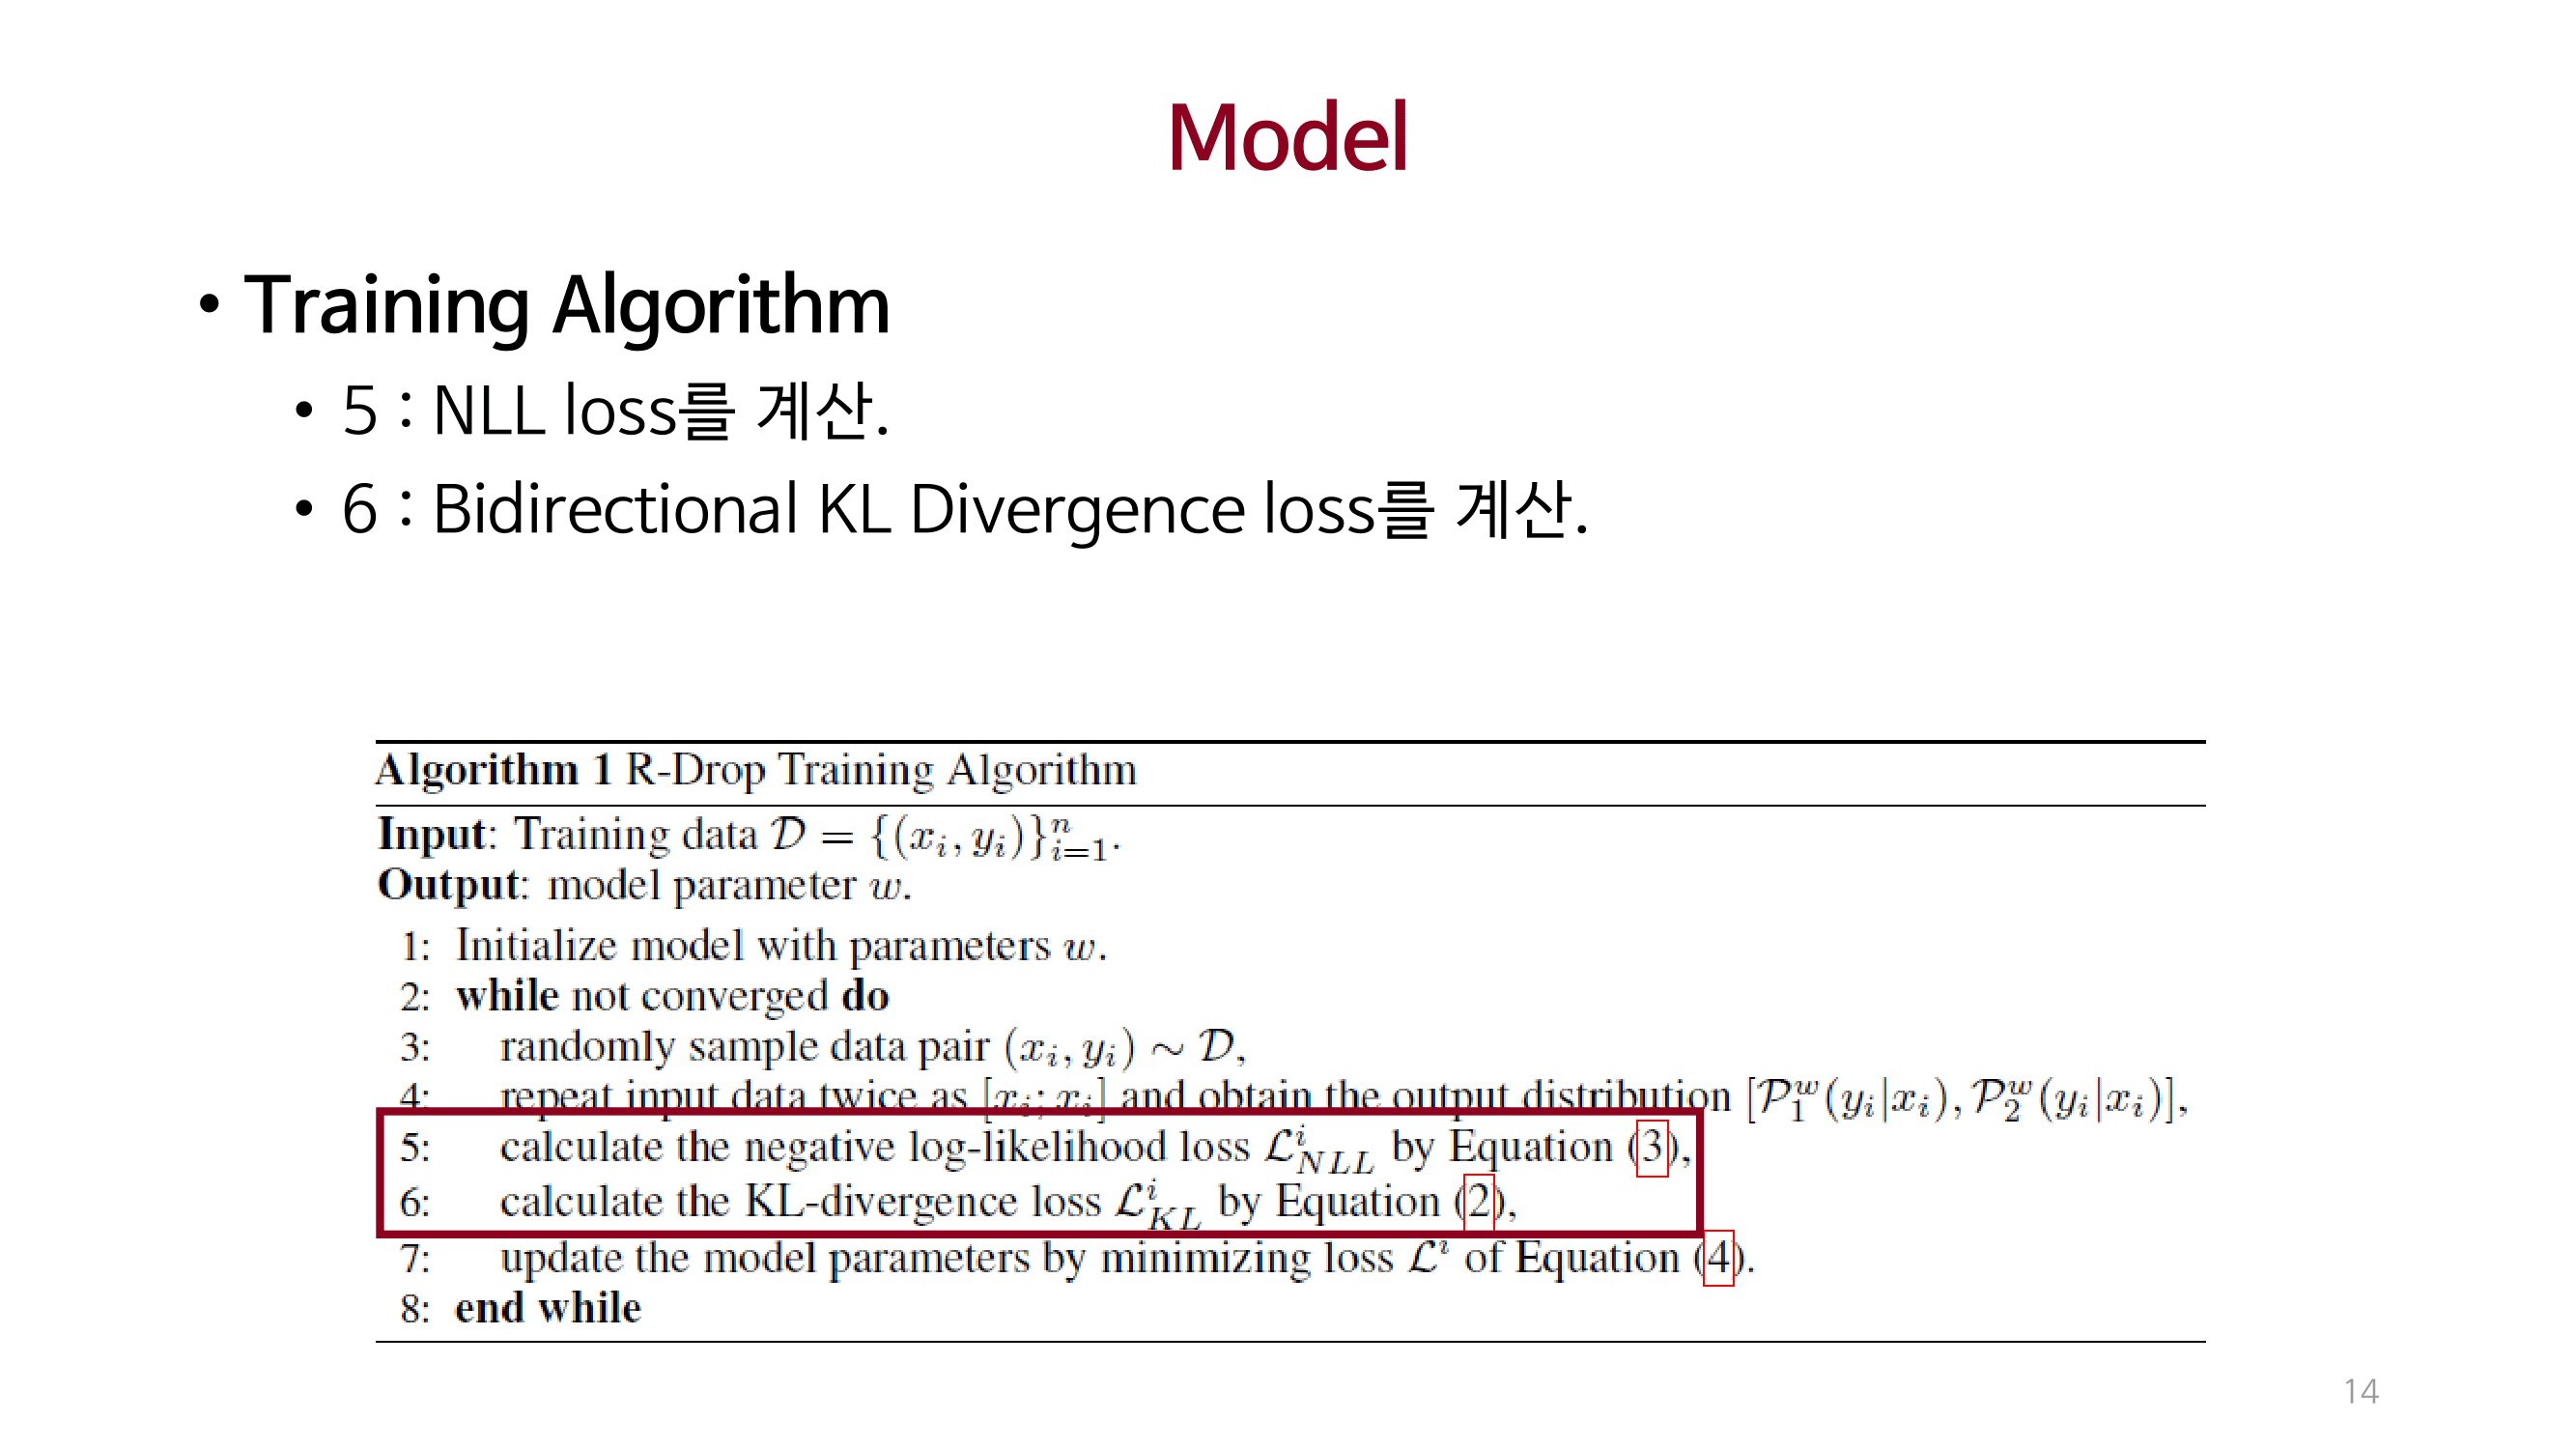 Model
• Training Algorithm
• 5 : NLL loss를 계산.
• 6 : Bidirectional KL Divergence loss를 계산.
Algorithm 1 R-Drop Training Algorithm
Input: Training data $\mathcal{D} = \{(x_i, y_i)\}_{i=1}^{n}$.
Output: model parameter $w$.
1: Initialize model with parameters $w$.
2: while not converged do
3: randomly sample data pair $(x_i, y_i) \sim \mathcal{D}$,
4: repeat input data twice as $[x_i; x_i]$ and obtain the output distribution $[\mathcal{P}_1^w(y_i|x_i), \mathcal{P}_2^w(y_i|x_i)]$,
5: calculate the negative log-likelihood loss $\mathcal{L}_{NLL}^i$ by Equation (3),
6: calculate the KL-divergence loss $\mathcal{L}_{KL}^i$ by Equation (2),
7: update the model parameters by minimizing loss $\mathcal{L}^i$ of Equation (4).
8: end while
14